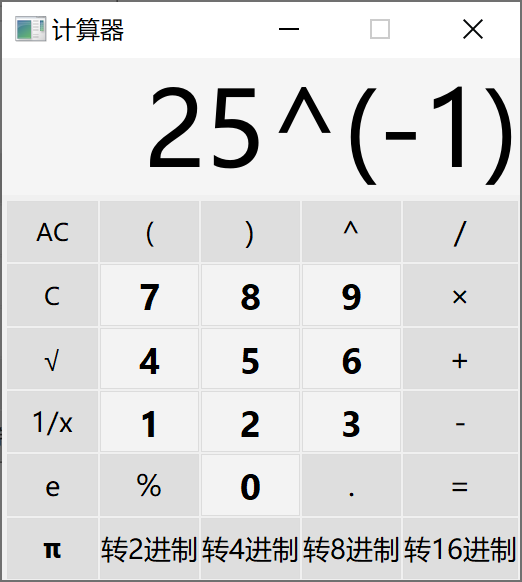 计算器
25^(-1)
AC ( ) ^ /
C 7 8 9 ×
√ 4 5 6 +
1/x 1 2 3 -
e % 0 . =
π 转2进制 转4进制 转8进制 转16进制